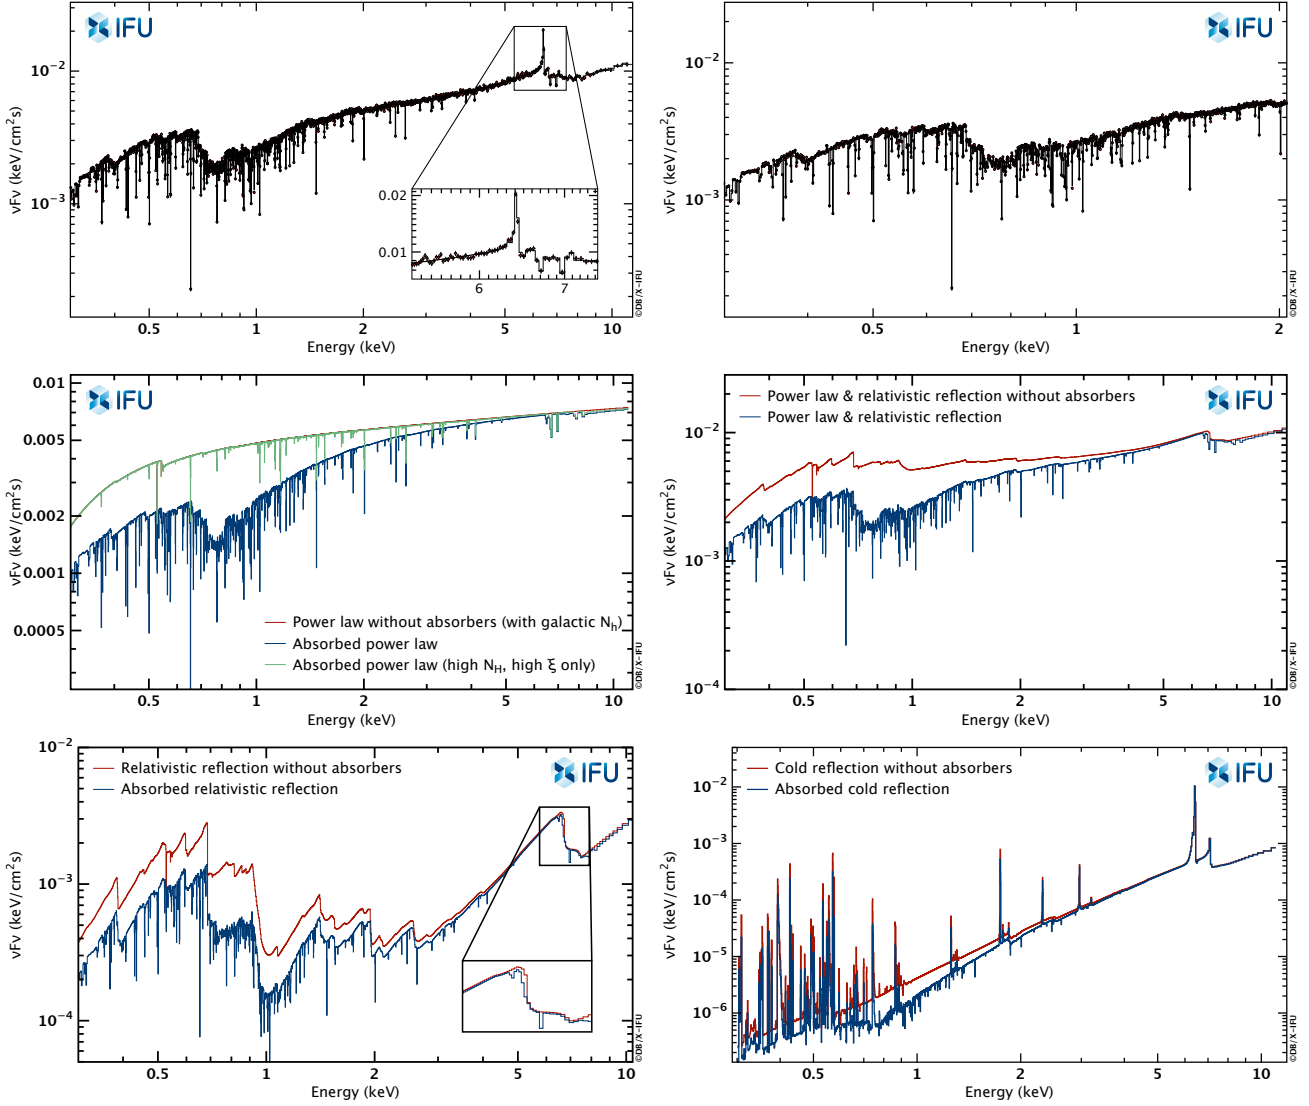 IFU
10⁻²
10⁻³
νFν (keV/cm²s)
0.02
0.01
6
7
0.5
1
2
5
10
Energy (keV)
©DB/X-IFU
IFU
10⁻²
10⁻³
νFν (keV/cm²s)
0.5
1
2
Energy (keV)
©DB/X-IFU
IFU
0.01
0.005
0.002
0.001
0.0005
νFν (keV/cm²s)
Power law without absorbers (with galactic Nₕ)
Absorbed power law
Absorbed power law (high N_H, high ξ only)
0.5
1
2
5
10
Energy (keV)
©DB/X-IFU
Power law & relativistic reflection without absorbers
Power law & relativistic reflection
IFU
10⁻²
10⁻³
10⁻⁴
νFν (keV/cm²s)
0.5
1
2
5
10
Energy (keV)
©DB/X-IFU
10⁻²
10⁻³
10⁻⁴
νFν (keV/cm²s)
Relativistic reflection without absorbers
Absorbed relativistic reflection
IFU
0.5
1
2
5
10
Energy (keV)
©DB/X-IFU
Cold reflection without absorbers
Absorbed cold reflection
IFU
10⁻²
10⁻³
10⁻⁴
10⁻⁵
10⁻⁶
νFν (keV/cm²s)
0.5
1
2
5
10
Energy (keV)
©DB/X-IFU